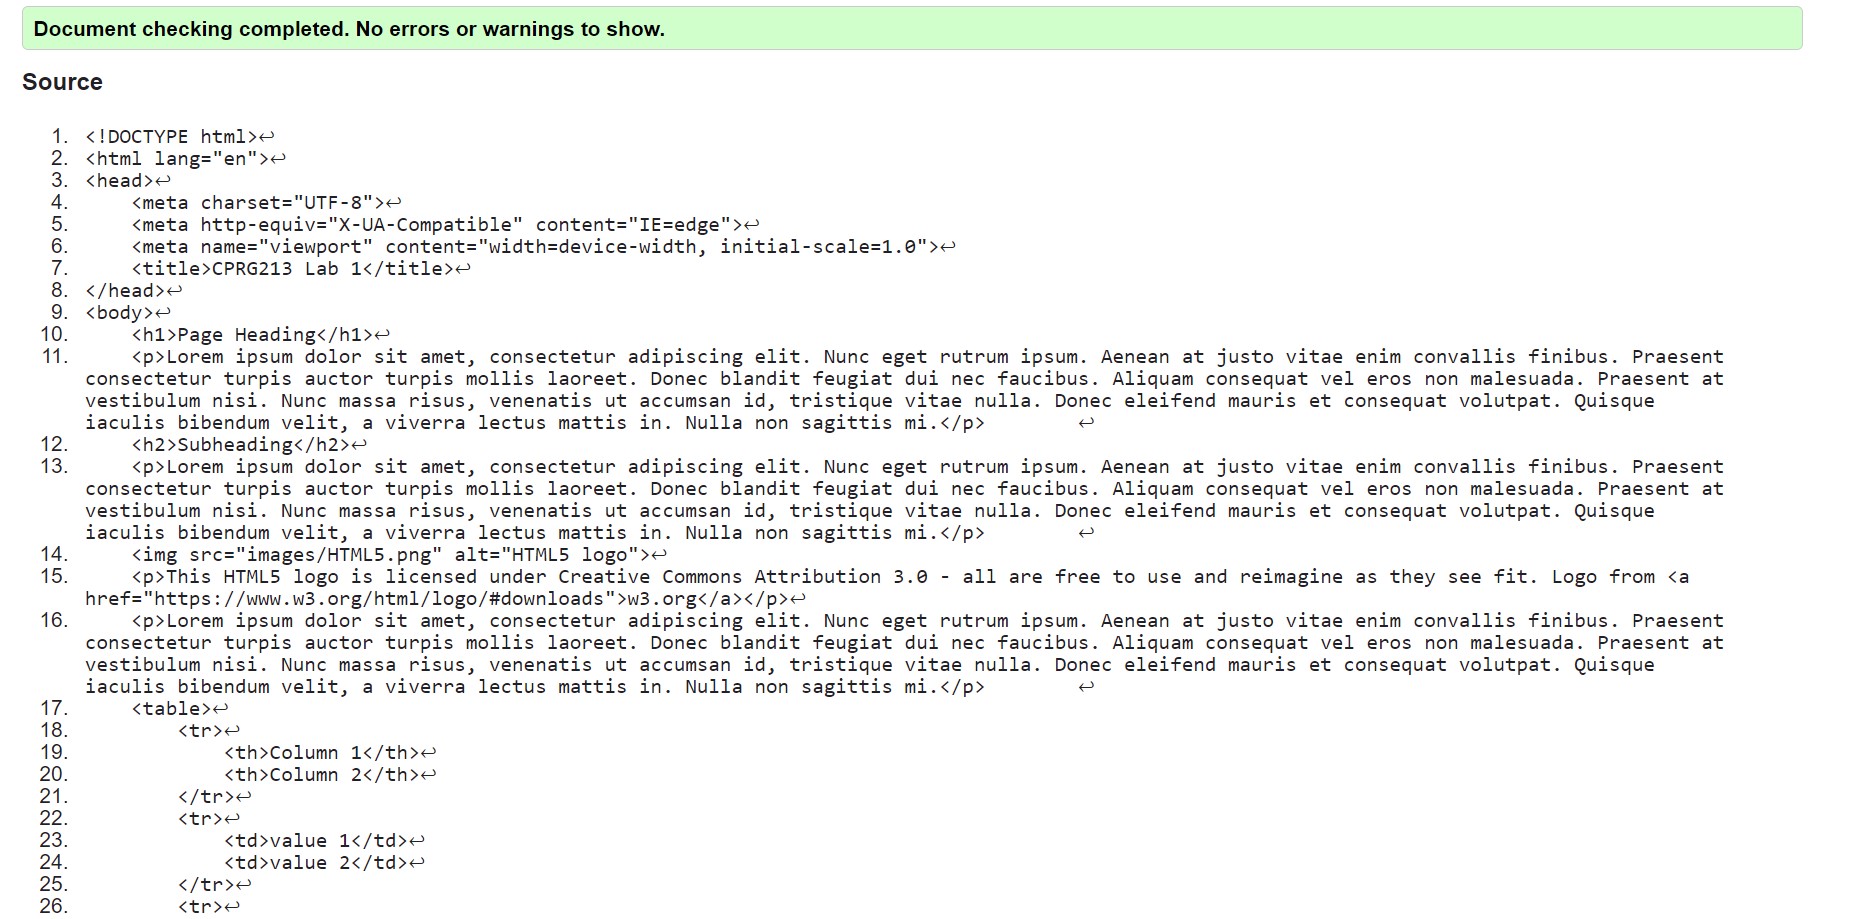 Document checking completed. No errors or warnings to show.
Source
1. <!DOCTYPE html>↩
2. <html lang="en">↩
3. <head>↩
4.     <meta charset="UTF-8">↩
5.     <meta http-equiv="X-UA-Compatible" content="IE=edge">↩
6.     <meta name="viewport" content="width=device-width, initial-scale=1.0">↩
7.     <title>CPRG213 Lab 1</title>↩
8. </head>↩
9. <body>↩
10.     <h1>Page Heading</h1>↩
11.     <p>Lorem ipsum dolor sit amet, consectetur adipiscing elit. Nunc eget rutrum ipsum. Aenean at justo vitae enim convallis finibus. Praesent
consectetur turpis auctor turpis mollis laoreet. Donec blandit feugiat dui nec faucibus. Aliquam consequat vel eros non malesuada. Praesent at
vestibulum nisi. Nunc massa risus, venenatis ut accumsan id, tristique vitae nulla. Donec eleifend mauris et consequat volutpat. Quisque
iaculis bibendum velit, a viverra lectus mattis in. Nulla non sagittis mi.</p>        ↩
12.     <h2>Subheading</h2>↩
13.     <p>Lorem ipsum dolor sit amet, consectetur adipiscing elit. Nunc eget rutrum ipsum. Aenean at justo vitae enim convallis finibus. Praesent
consectetur turpis auctor turpis mollis laoreet. Donec blandit feugiat dui nec faucibus. Aliquam consequat vel eros non malesuada. Praesent at
vestibulum nisi. Nunc massa risus, venenatis ut accumsan id, tristique vitae nulla. Donec eleifend mauris et consequat volutpat. Quisque
iaculis bibendum velit, a viverra lectus mattis in. Nulla non sagittis mi.</p>        ↩
14.     <img src="images/HTML5.png" alt="HTML5 logo">↩
15.     <p>This HTML5 logo is licensed under Creative Commons Attribution 3.0 - all are free to use and reimagine as they see fit. Logo from <a
href="https://www.w3.org/html/logo/#downloads">w3.org</a></p>↩
16.     <p>Lorem ipsum dolor sit amet, consectetur adipiscing elit. Nunc eget rutrum ipsum. Aenean at justo vitae enim convallis finibus. Praesent
consectetur turpis auctor turpis mollis laoreet. Donec blandit feugiat dui nec faucibus. Aliquam consequat vel eros non malesuada. Praesent at
vestibulum nisi. Nunc massa risus, venenatis ut accumsan id, tristique vitae nulla. Donec eleifend mauris et consequat volutpat. Quisque
iaculis bibendum velit, a viverra lectus mattis in. Nulla non sagittis mi.</p>        ↩
17.     <table>↩
18.         <tr>↩
19.             <th>Column 1</th>↩
20.             <th>Column 2</th>↩
21.         </tr>↩
22.         <tr>↩
23.             <td>value 1</td>↩
24.             <td>value 2</td>↩
25.         </tr>↩
26.         <tr>↩